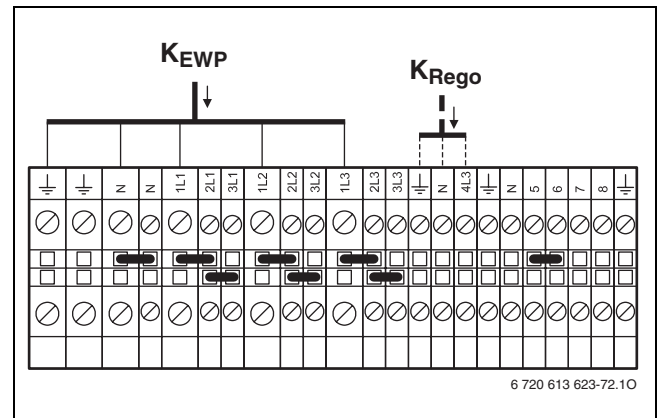 KEWP
KRego
N N 1L1 2L1 3L1 1L2 2L2 3L2 1L3 2L3 3L3 N 4L3 N 5 6 7 8
6 720 613 623-72.1O